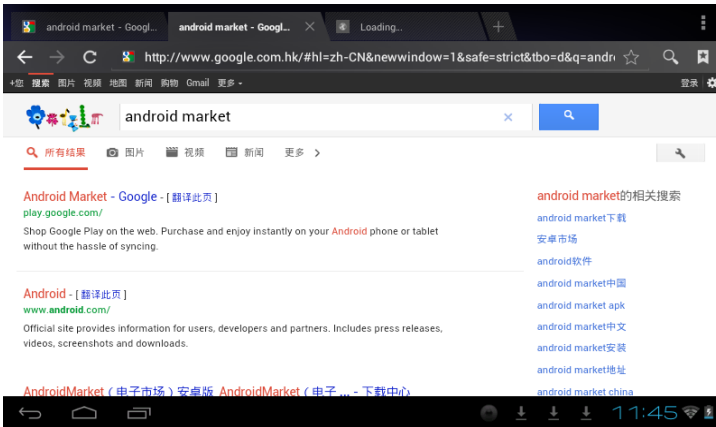 android market - Googl...
android market - Googl...
Loading...
http://www.google.com.hk/#hl=zh-CN&newwindow=1&safe=strict&tbo=d&q=andr
+您 搜索 图片 视频 地图 新闻 购物 Gmail 更多
登录
android market
所有结果 图片 视频 新闻 更多
Android Market - Google - [ 翻译此页 ]
play.google.com/
Shop Google Play on the web. Purchase and enjoy instantly on your Android phone or tablet
without the hassle of syncing.
Android - [ 翻译此页 ]
www.android.com/
Official site provides information for users, developers and partners. Includes press releases,
videos, screenshots and downloads.
AndroidMarket（电子市场）安卓版_AndroidMarket（电子 ... - 下载中心
android market的相关搜索
android market下载
安卓市场
android软件
android market中国
android market apk
android market中文
android market安装
android market地址
android market china
11:45